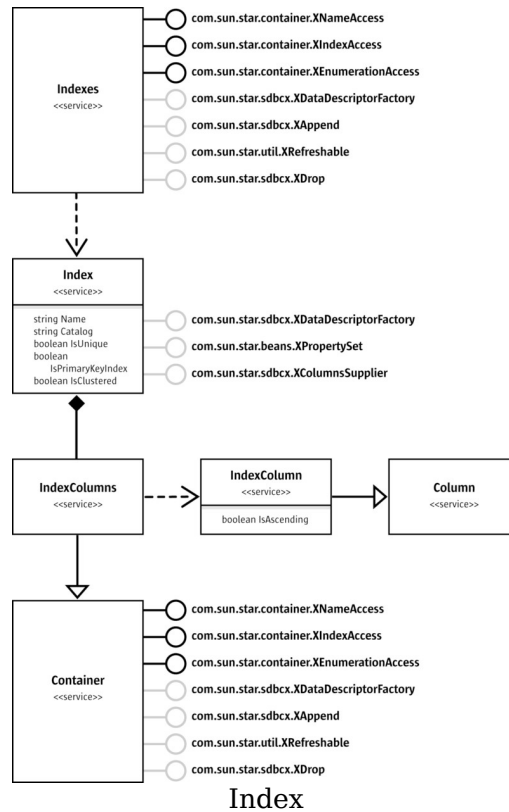 com.sun.star.container.XNameAccess
com.sun.star.container.XIndexAccess
com.sun.star.container.XEnumerationAccess
Indexes
<<service>>
com.sun.star.sdbcx.XDataDescriptorFactory
com.sun.star.sdbcx.XAppend
com.sun.star.util.XRefreshable
com.sun.star.sdbcx.XDrop
Index
<<service>>
string Name
string Catalog
boolean IsUnique
boolean
IsPrimaryKeyIndex
boolean IsClustered
com.sun.star.sdbcx.XDataDescriptorFactory
com.sun.star.beans.XPropertySet
com.sun.star.sdbcx.XColumnsSupplier
IndexColumns
<<service>>
IndexColumn
<<service>>
boolean IsAscending
Column
<<service>>
com.sun.star.container.XNameAccess
com.sun.star.container.XIndexAccess
com.sun.star.container.XEnumerationAccess
Container
<<service>>
com.sun.star.sdbcx.XDataDescriptorFactory
com.sun.star.sdbcx.XAppend
com.sun.star.util.XRefreshable
com.sun.star.sdbcx.XDrop
Index